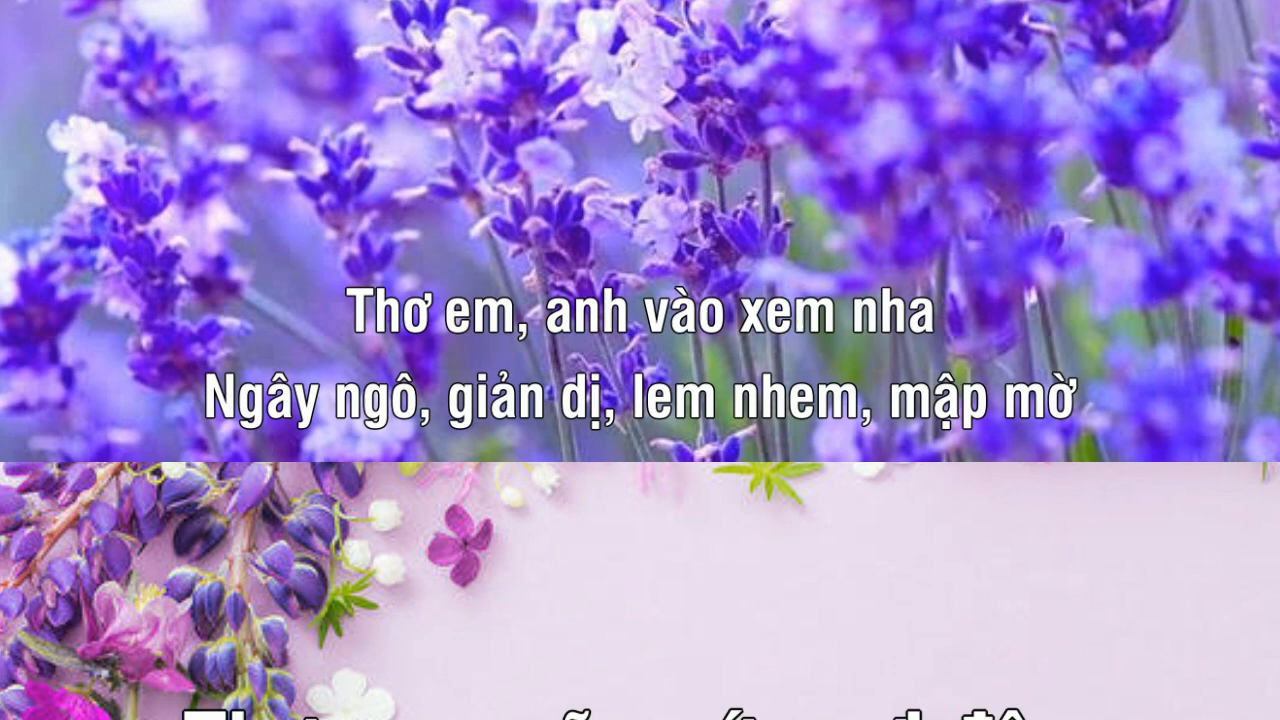 Thơ em, anh vào xem nha
Ngây ngô, giản dị, lem nhem, mập mờ